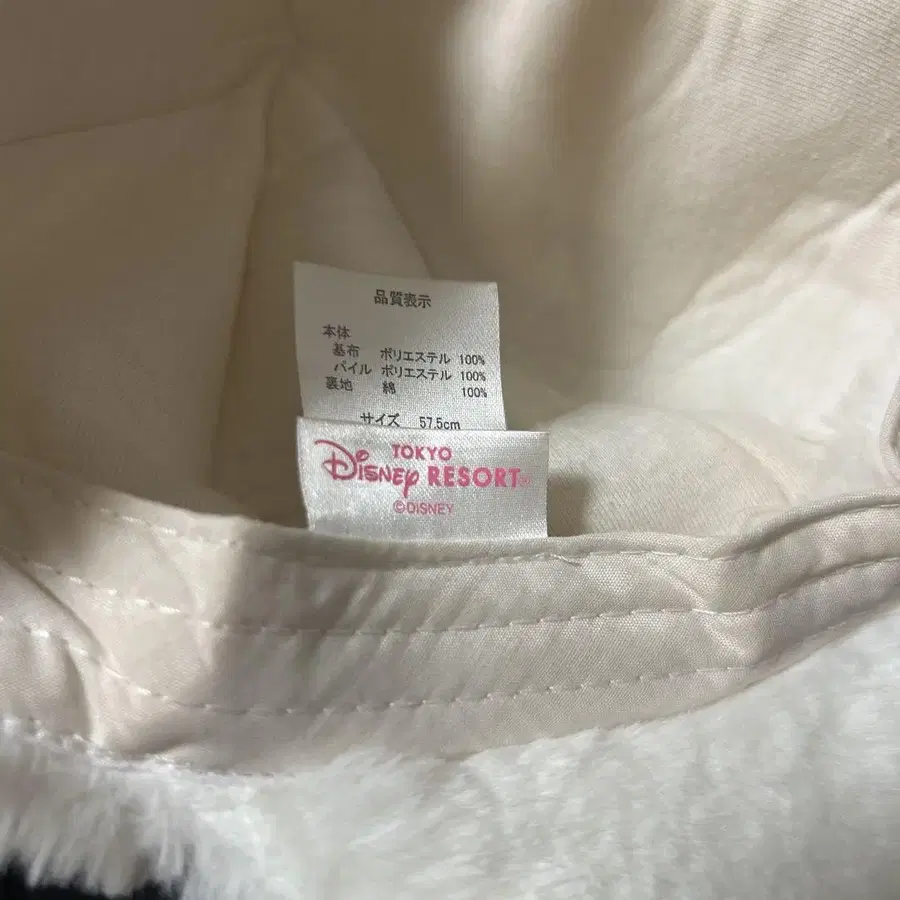 品質表示
本体
基布 ポリエステル 100%
パイル ポリエステル 100%
裏地 綿 100%
サイズ 57.5cm
TOKYO
Disney RESORT®
©DISNEY